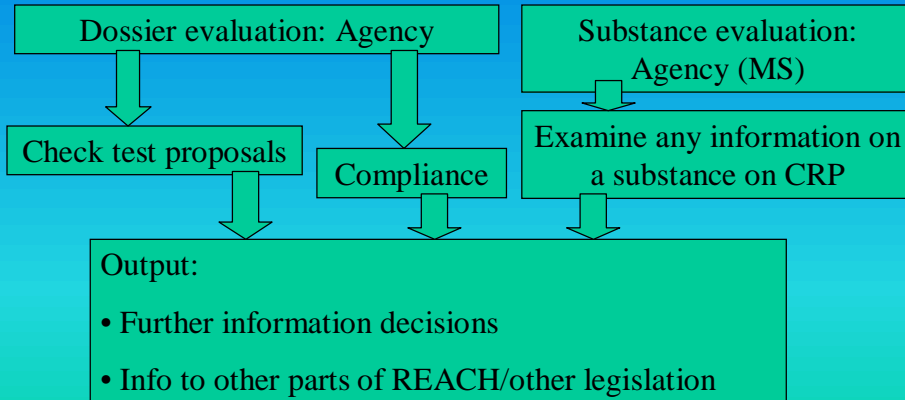 Dossier evaluation: Agency
Substance evaluation:
Agency (MS)
Check test proposals
Compliance
Examine any information on
a substance on CRP
Output:
• Further information decisions
• Info to other parts of REACH/other legislation